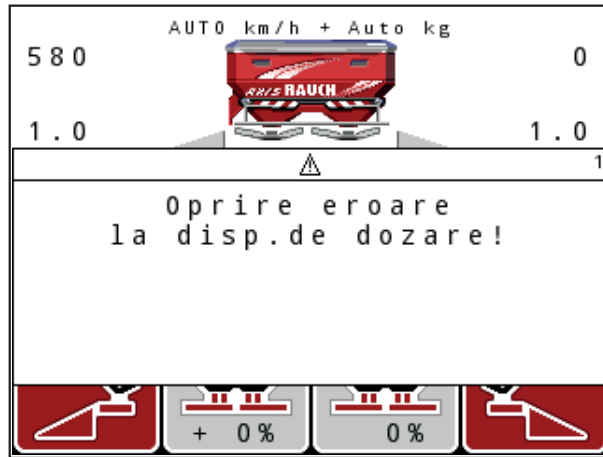 AUTO km/h + Auto kg
580
0
AXIS RAUCH
1.0
1.0
1
Oprire eroare
la disp.de dozare!
+ 0%
0%